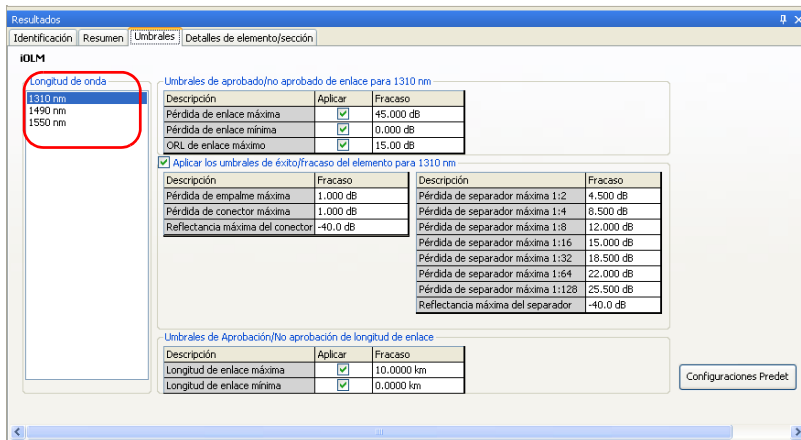 Resultados
Identificación Resumen Umbrales Detalles de elemento/sección
iOLM
Longitud de onda
1310 nm
1490 nm
1550 nm
Umbrales de aprobado/no aprobado de enlace para 1310 nm
Descripción Aplicar Fracaso
Pérdida de enlace máxima 45.000 dB
Pérdida de enlace mínima 0.000 dB
ORL de enlace máximo 15.00 dB
Aplicar los umbrales de éxito/fracaso del elemento para 1310 nm
Descripción Fracaso
Pérdida de empalme máxima 1.000 dB
Pérdida de conector máxima 1.000 dB
Reflectancia máxima del conector -40.0 dB
Descripción Fracaso
Pérdida de separador máxima 1:2 4.500 dB
Pérdida de separador máxima 1:4 8.500 dB
Pérdida de separador máxima 1:8 12.000 dB
Pérdida de separador máxima 1:16 15.000 dB
Pérdida de separador máxima 1:32 18.500 dB
Pérdida de separador máxima 1:64 22.000 dB
Pérdida de separador máxima 1:128 25.500 dB
Reflectancia máxima del separador -40.0 dB
Umbrales de Aprobación/No aprobación de longitud de enlace
Descripción Aplicar Fracaso
Longitud de enlace máxima 10.0000 km
Longitud de enlace mínima 0.0000 km
Configuraciones Predet